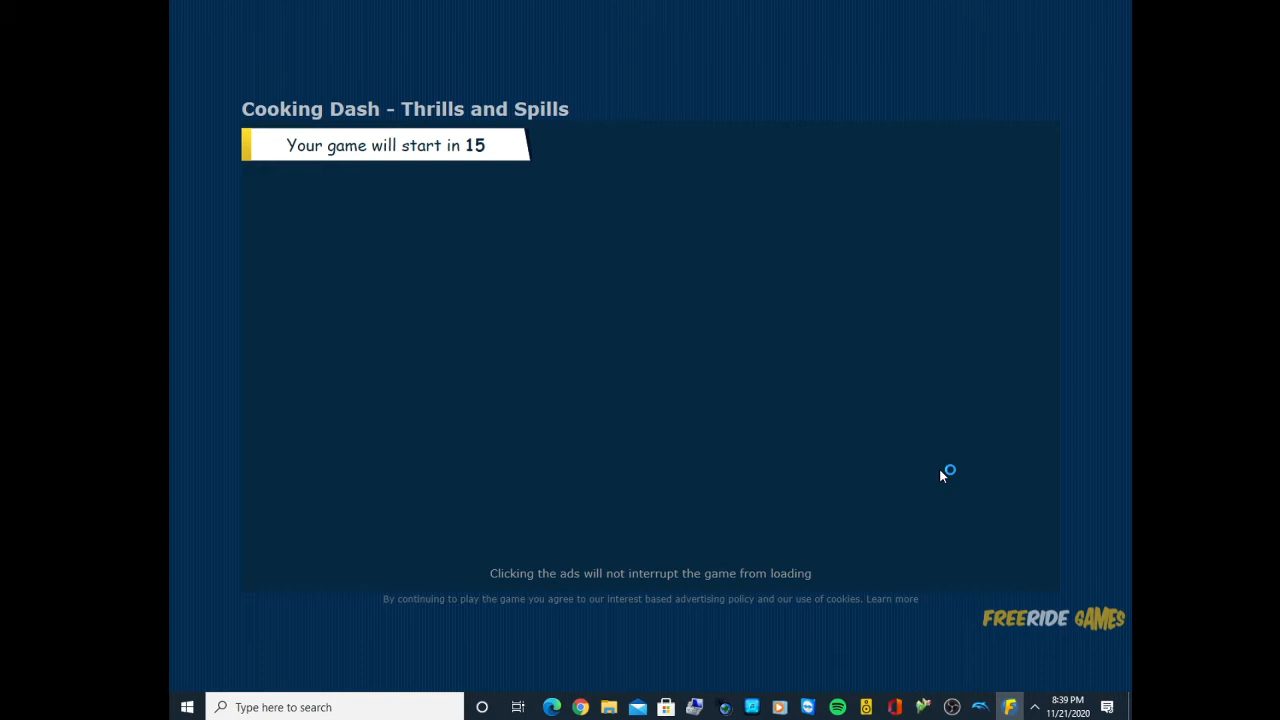 Cooking Dash - Thrills and Spills
Your game will start in 15
Clicking the ads will not interrupt the game from loading
By continuing to play the game you agree to our interest based advertising policy and our use of cookies. Learn more
FREERIDE GAMES
Type here to search
8:39 PM
11/21/2020